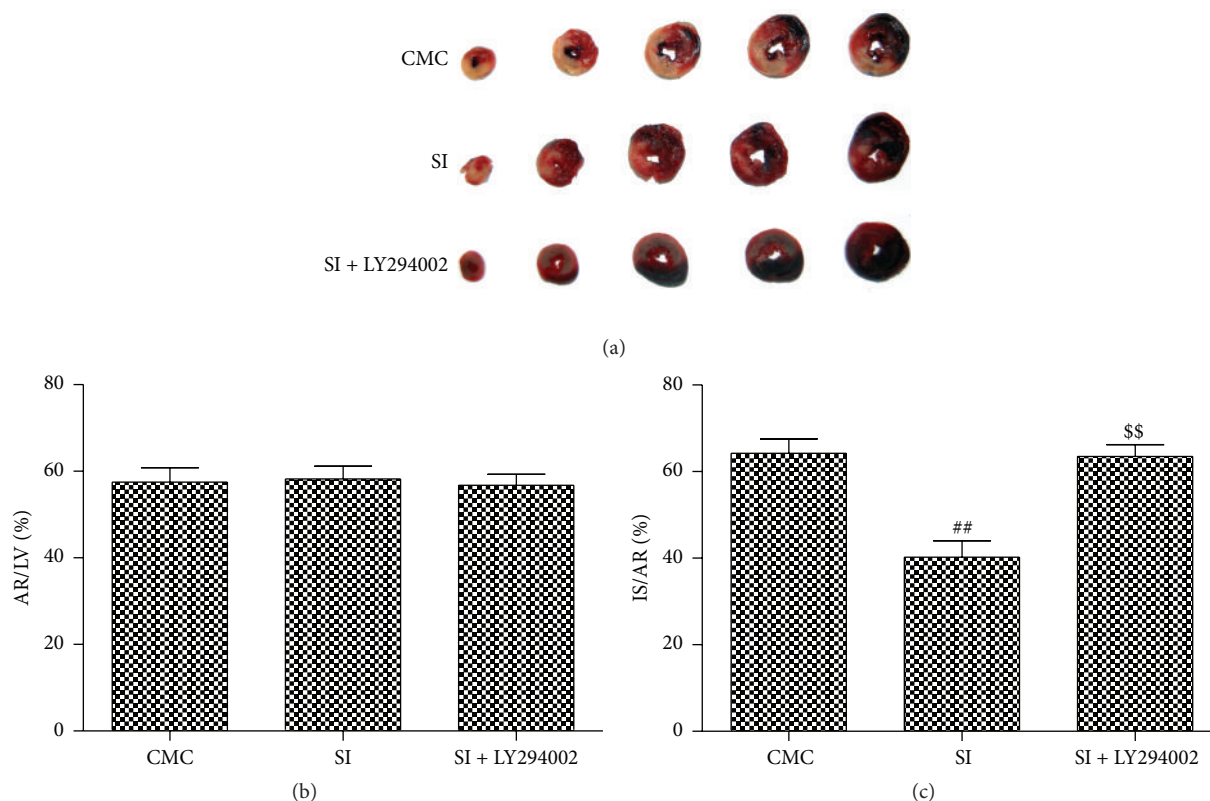 CMC
SI
SI + LY294002
(a)
80
60
40
20
0
AR/LV (%)
CMC
SI
SI + LY294002
(b)
80
60
40
20
0
IS/AR (%)
##
$$
CMC
SI
SI + LY294002
(c)